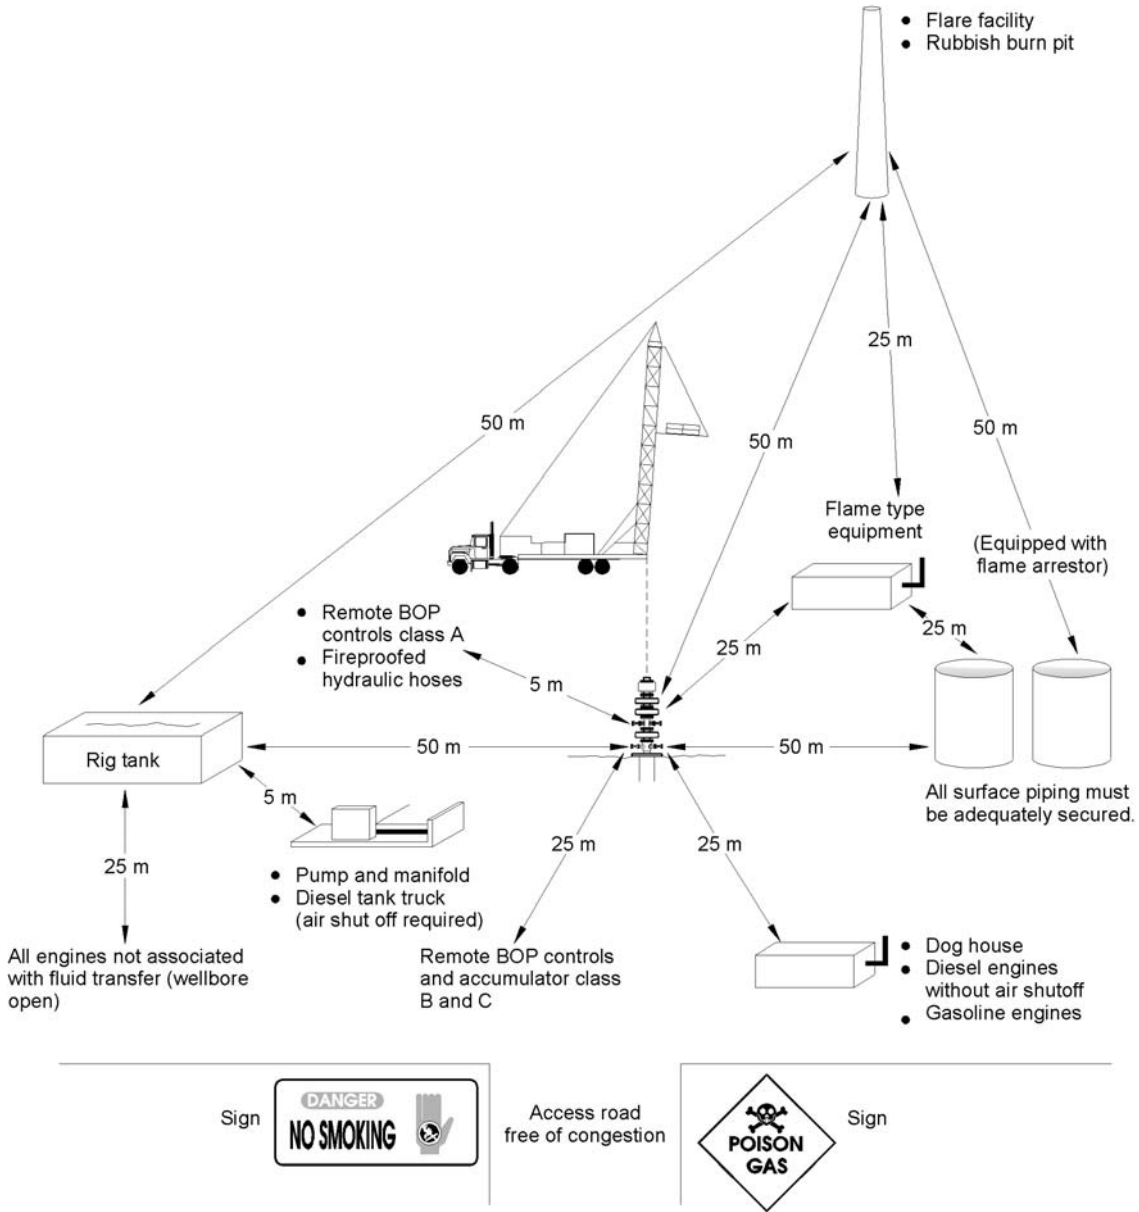 Flare facility
Rubbish burn pit
25 m
50 m
50 m
50 m
Flame type
equipment
(Equipped with
flame arrestor)
Remote BOP
controls class A
Fireproofed
hydraulic hoses
25 m
25 m
5 m
Rig tank
50 m
50 m
All surface piping must
be adequately secured.
5 m
25 m
25 m
25 m
Pump and manifold
Diesel tank truck
(air shut off required)
All engines not associated
with fluid transfer (wellbore
open)
Remote BOP controls
and accumulator class
B and C
Dog house
Diesel engines
without air shutoff
Gasoline engines
Sign
DANGER
NO SMOKING
Access road
free of congestion
POISON
GAS
Sign